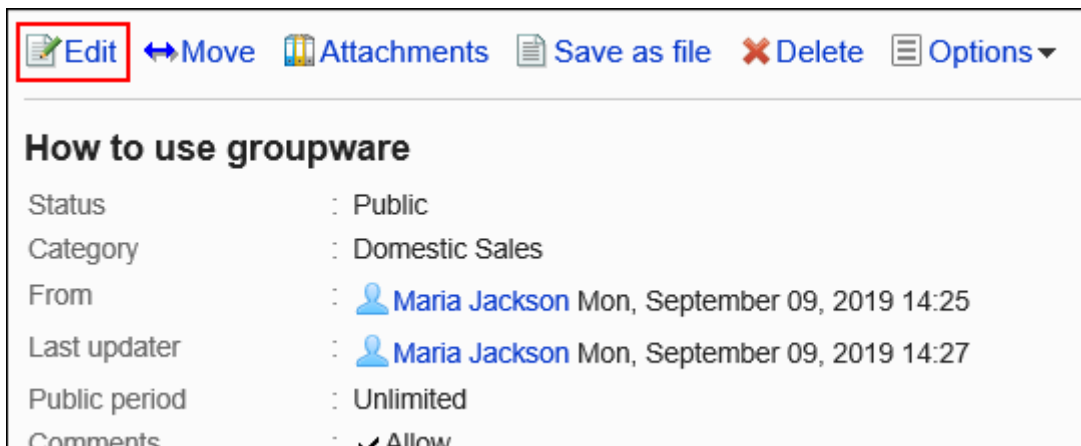 Edit Move Attachments Save as file Delete Options
How to use groupware
Status : Public
Category : Domestic Sales
From : Maria Jackson Mon, September 09, 2019 14:25
Last updater : Maria Jackson Mon, September 09, 2019 14:27
Public period : Unlimited
Comments : Allow